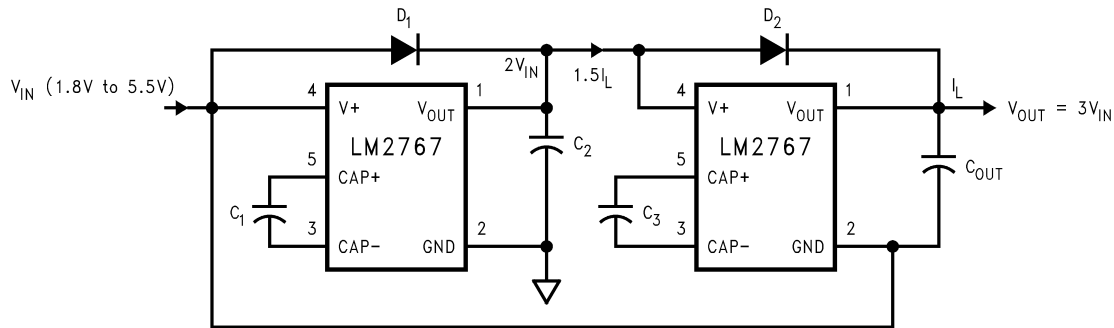 D1
D2
VIN (1.8V to 5.5V)
2VIN
1.5IL
IL
VOUT = 3VIN
4
V+
VOUT
1
LM2767
5
CAP+
C1
3
CAP-
GND
2
C2
4
V+
VOUT
1
LM2767
5
CAP+
C3
3
CAP-
GND
2
COUT